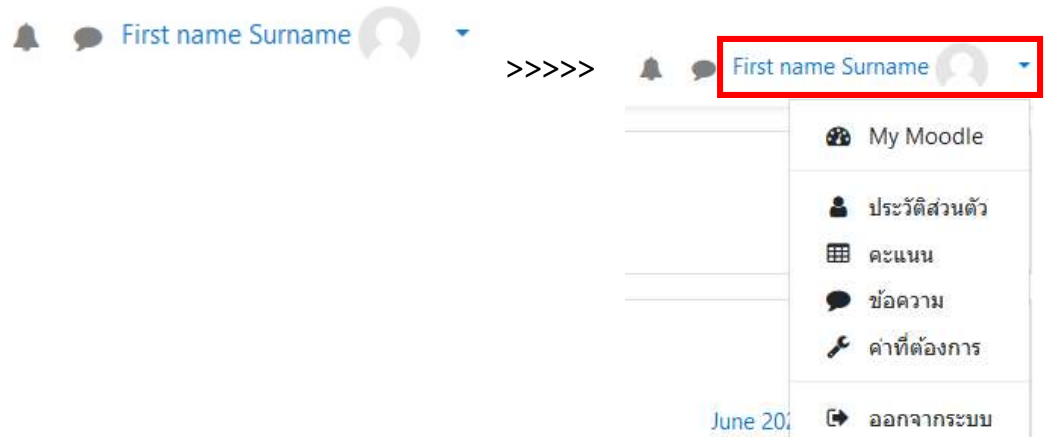 First name Surname
>>>>>
First name Surname
My Moodle
ประวัติส่วนตัว
คะแนน
ข้อความ
ค่าที่ต้องการ
June 202
ออกจากระบบ